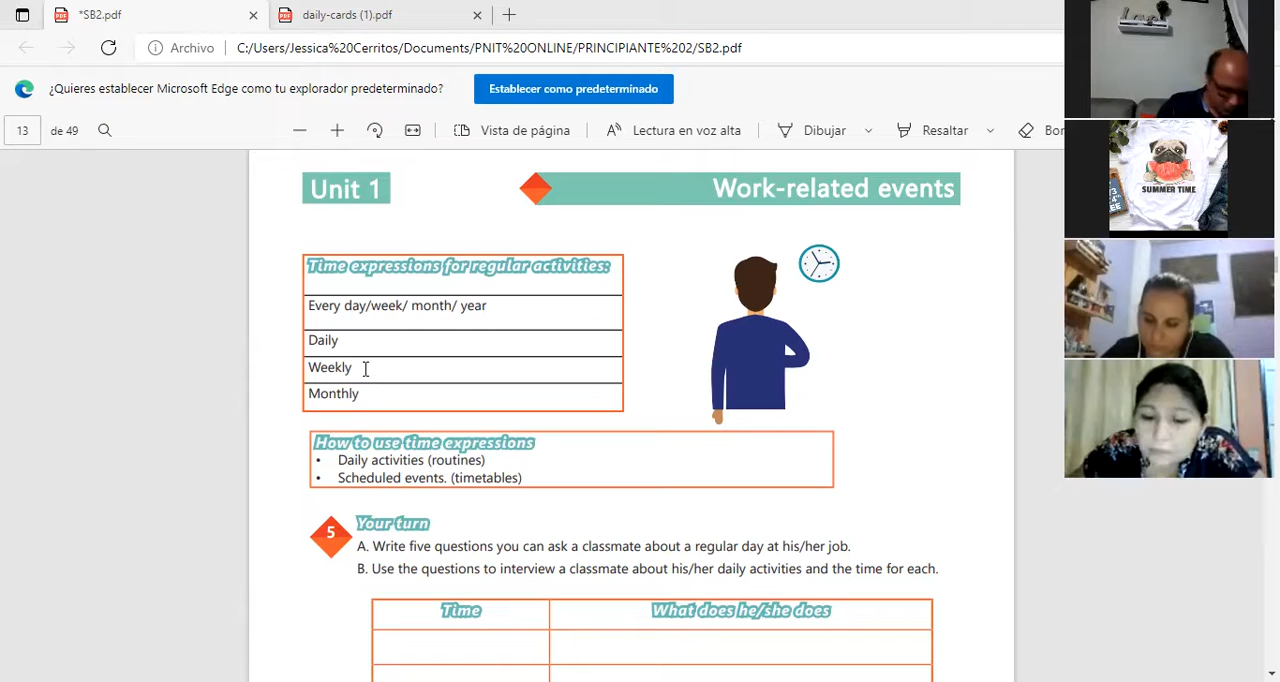 *SB2.pdf
daily-cards (1).pdf
Archivo
C:/Users/Jessica%20Cerritos/Documents/PNIT%20ONLINE/PRINCIPIANTE%202/SB2.pdf
¿Quieres establecer Microsoft Edge como tu explorador predeterminado?
Establecer como predeterminado
13 de 49
Vista de página
Lectura en voz alta
Dibujar
Resaltar
Bor
Unit 1
Work-related events
Time expressions for regular activities:
Every day/week/ month/ year
Daily
Weekly
Monthly
How to use time expressions
• Daily activities (routines)
• Scheduled events. (timetables)
5 Your turn
A. Write five questions you can ask a classmate about a regular day at his/her job.
B. Use the questions to interview a classmate about his/her daily activities and the time for each.
Time
What does he/she does
SUMMER TIME